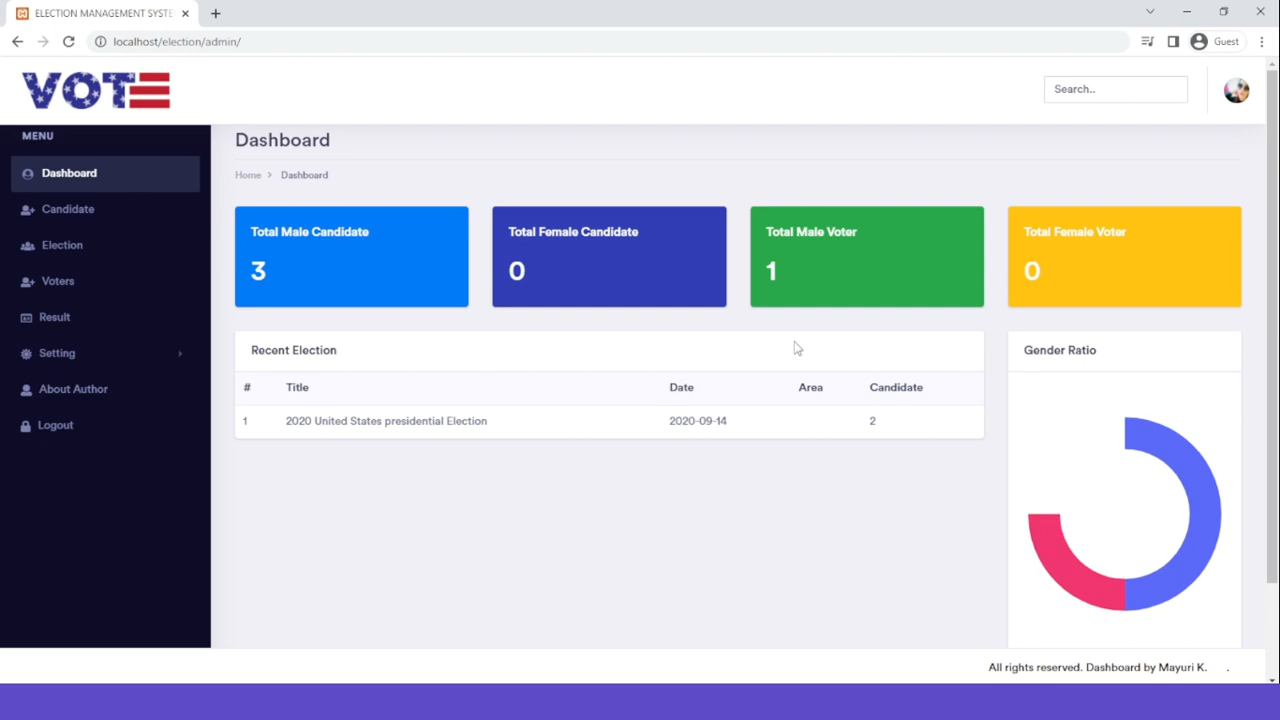 ELECTION MANAGEMENT SYSTE
localhost/election/admin/
Guest
VOTE
Search..
MENU
Dashboard
Candidate
Election
Voters
Result
Setting
About Author
Logout
Dashboard
Home > Dashboard
Total Male Candidate
3
Total Female Candidate
0
Total Male Voter
1
Total Female Voter
0
Recent Election
# Title Date Area Candidate
1 2020 United States presidential Election 2020-09-14 2
Gender Ratio
All rights reserved. Dashboard by Mayuri K. .